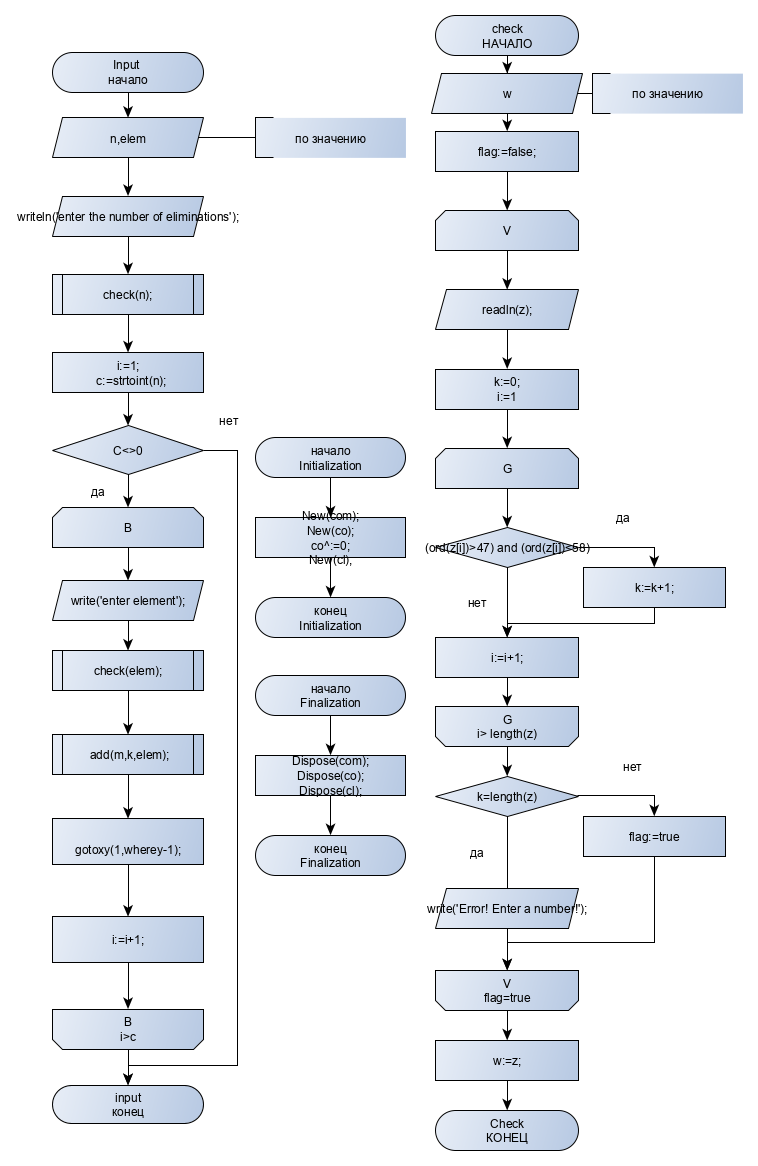 Input
начало
n,elem
по значению
writeln('enter the number of eliminations');
check(n);
i:=1;
c:=strtoint(n);
C<>0
нет
да
B
write('enter element');
check(elem);
add(m,k,elem);
gotoxy(1,wherey-1);
i:=i+1;
B
i>c
input
конец
начало
Initialization
New(com);
New(co);
co^:=0;
New(cl);
конец
Initialization
начало
Finalization
Dispose(com);
Dispose(co);
Dispose(cl);
конец
Finalization
check
НАЧАЛО
w
по значению
flag:=false;
V
readln(z);
k:=0;
i:=1
G
(ord(z[i])>47) and (ord(z[i])<58)
да
k:=k+1;
нет
i:=i+1;
G
i> length(z)
k=length(z)
нет
flag:=true
да
write('Error! Enter a number!');
V
flag=true
w:=z;
Check
КОНЕЦ